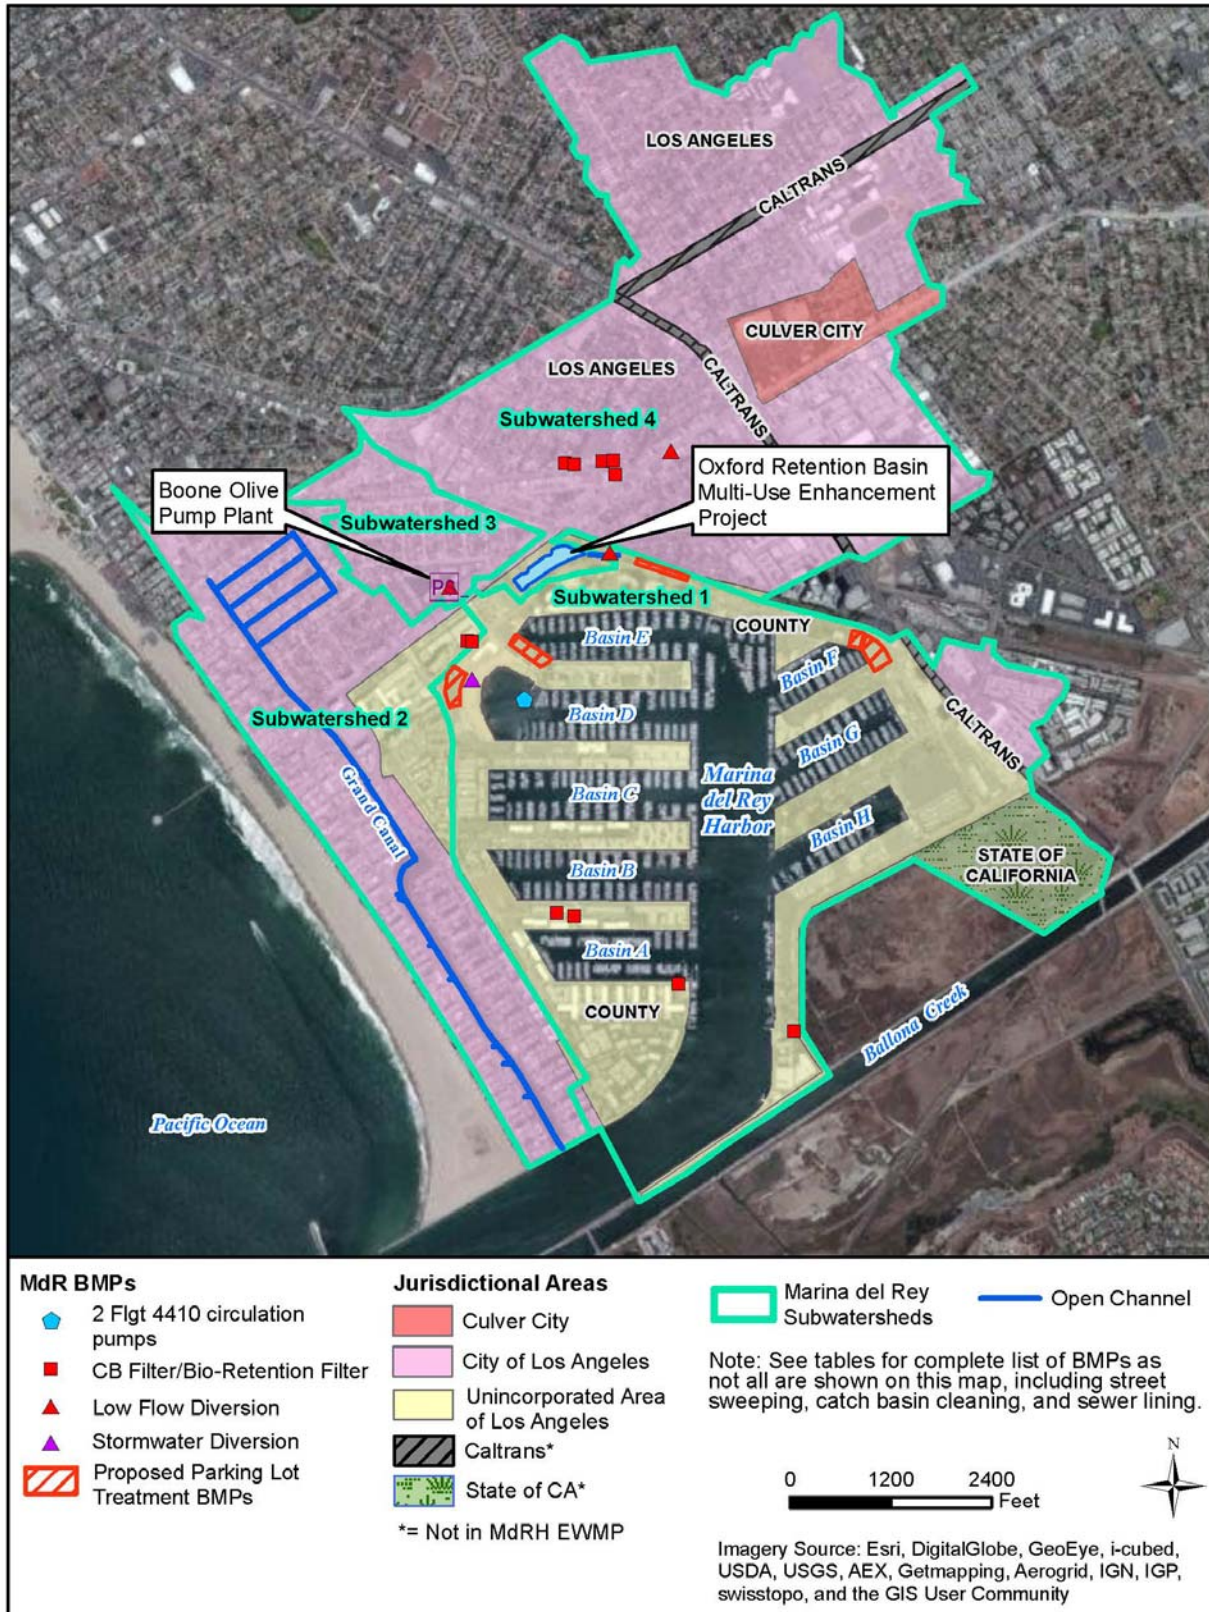 LOS ANGELES
CALTRANS
CULVER CITY
LOS ANGELES
CALTRANS
Subwatershed 4
Oxford Retention Basin
Multi-Use Enhancement
Project
Boone Olive
Pump Plant
Subwatershed 3
Subwatershed 1
COUNTY
Basin E
Basin F
Subwatershed 2
Basin D
CALTRANS
Basin G
Grand Canal
Basin C
Marina
del Rey
Harbor
Basin H
STATE OF
CALIFORNIA
Basin B
Basin A
COUNTY
Ballona Creek
Pacific Ocean
MdR BMPs
2 Flgt 4410 circulation
pumps
CB Filter/Bio-Retention Filter
Low Flow Diversion
Stormwater Diversion
Proposed Parking Lot
Treatment BMPs
Jurisdictional Areas
Culver City
City of Los Angeles
Unincorporated Area
of Los Angeles
Caltrans*
State of CA*
*= Not in MdRH EWMP
Marina del Rey
Subwatersheds
Open Channel
Note: See tables for complete list of BMPs as
not all are shown on this map, including street
sweeping, catch basin cleaning, and sewer lining.
N
0 1200 2400
Feet
Imagery Source: Esri, DigitalGlobe, GeoEye, i-cubed,
USDA, USGS, AEX, Getmapping, Aerogrid, IGN, IGP,
swisstopo, and the GIS User Community